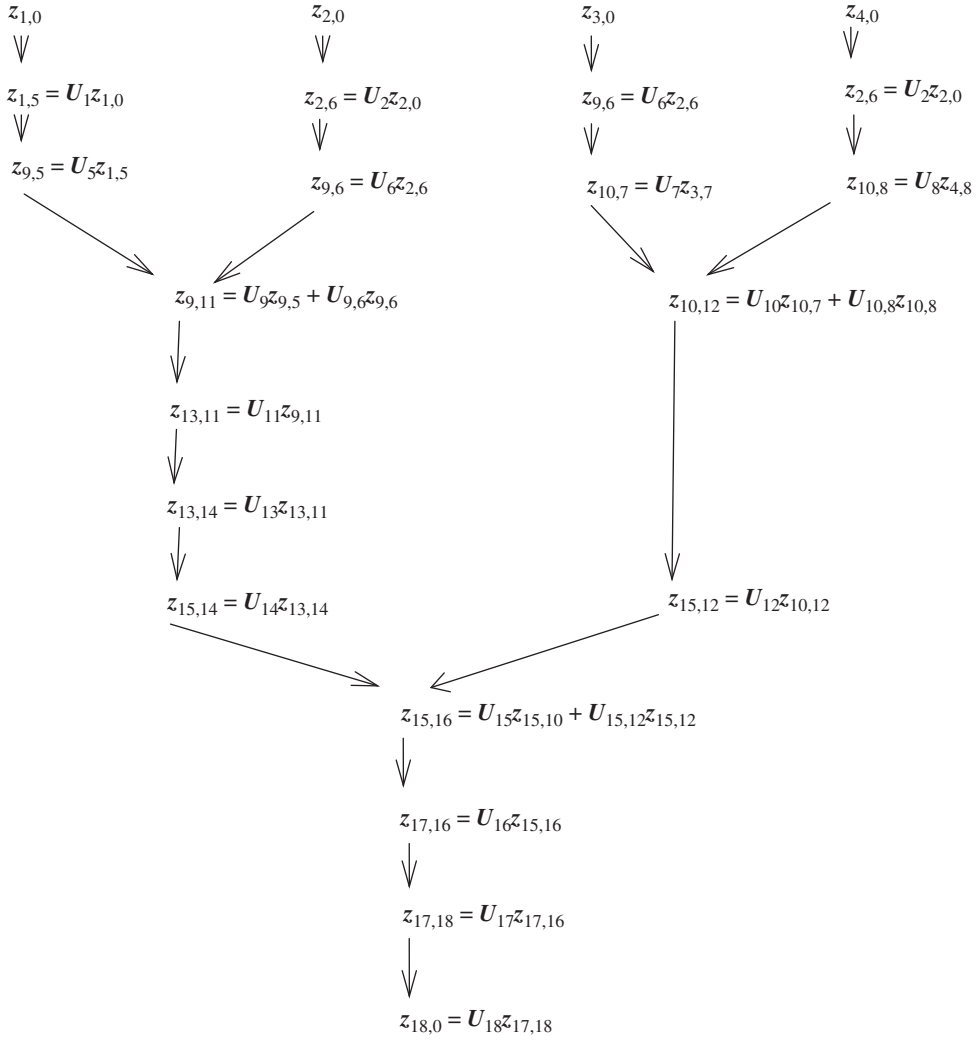 z₁,₀ z₂,₀ z₃,₀ z₄,₀
z₁,₅ = U₁z₁,₀ z₂,₆ = U₂z₂,₀ z₉,₆ = U₆z₂,₆ z₂,₆ = U₂z₂,₀
z₉,₅ = U₅z₁,₅ z₉,₆ = U₆z₂,₆ z₁₀,₇ = U₇z₃,₇ z₁₀,₈ = U₈z₄,₈
z₉,₁₁ = U₉z₉,₅ + U₉,₆z₉,₆ z₁₀,₁₂ = U₁₀z₁₀,₇ + U₁₀,₈z₁₀,₈
z₁₃,₁₁ = U₁₁z₉,₁₁
z₁₃,₁₄ = U₁₃z₁₃,₁₁
z₁₅,₁₄ = U₁₄z₁₃,₁₄ z₁₅,₁₂ = U₁₂z₁₀,₁₂
z₁₅,₁₆ = U₁₅z₁₅,₁₀ + U₁₅,₁₂z₁₅,₁₂
z₁₇,₁₆ = U₁₆z₁₅,₁₆
z₁₇,₁₈ = U₁₇z₁₇,₁₆
z₁₈,₀ = U₁₈z₁₇,₁₈